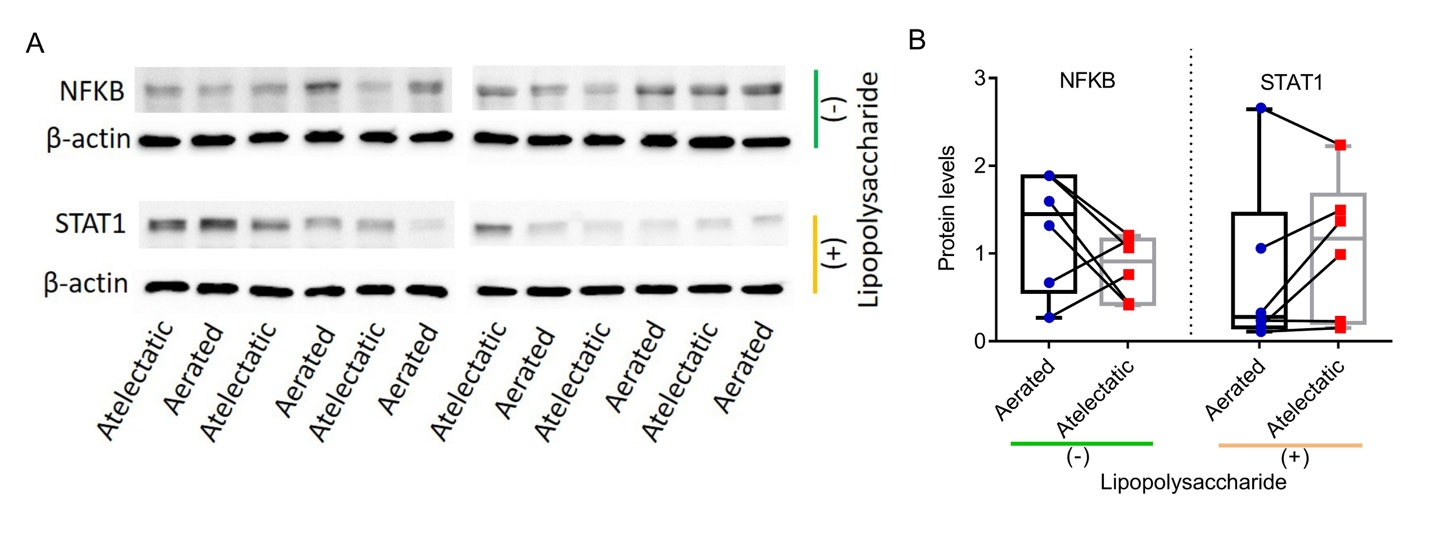 A
NFKB
β-actin
STAT1
β-actin
(-)
(+)
Lipopolysaccharide
Atelectatic
Aerated
Atelectatic
Aerated
Atelectatic
Aerated
Atelectatic
Aerated
Atelectatic
Aerated
Atelectatic
Aerated
B
NFKB
STAT1
Protein levels
3
2
1
0
Aerated
Atelectatic
Aerated
Atelectatic
(-)
(+)
Lipopolysaccharide